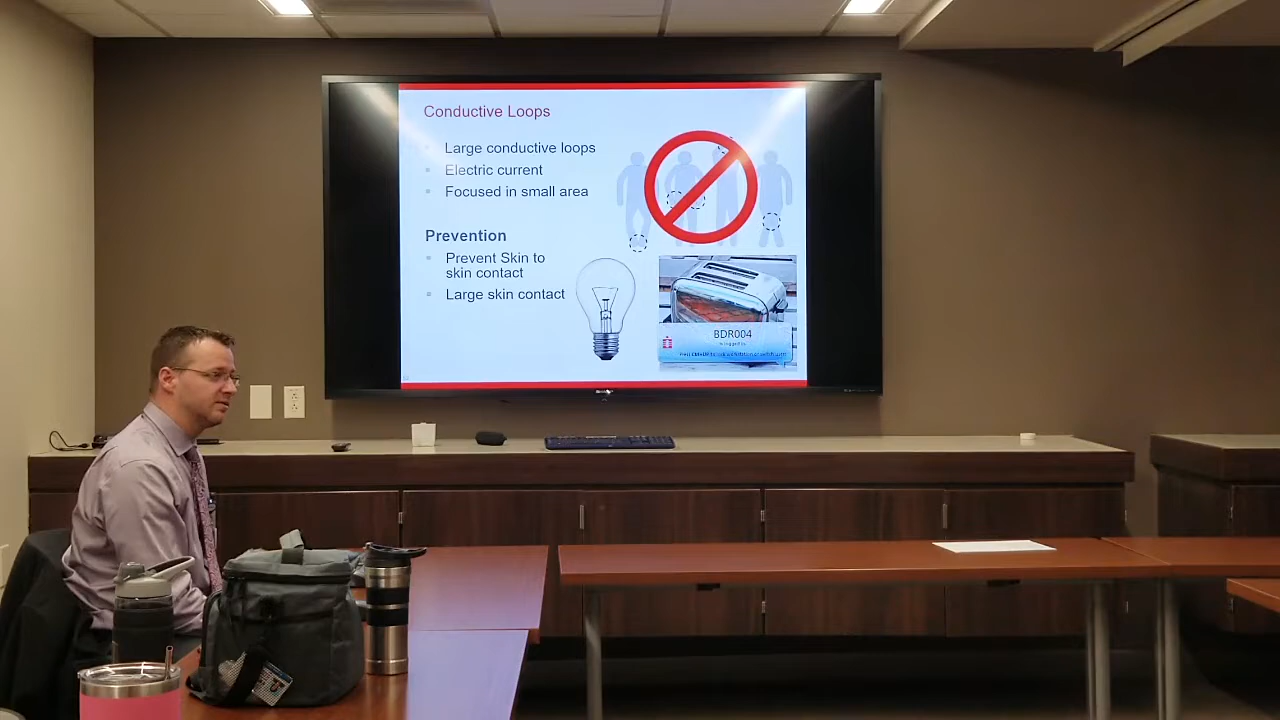 Conductive Loops
Large conductive loops
Electric current
Focused in small area
Prevention
Prevent Skin to
skin contact
Large skin contact
BDR004